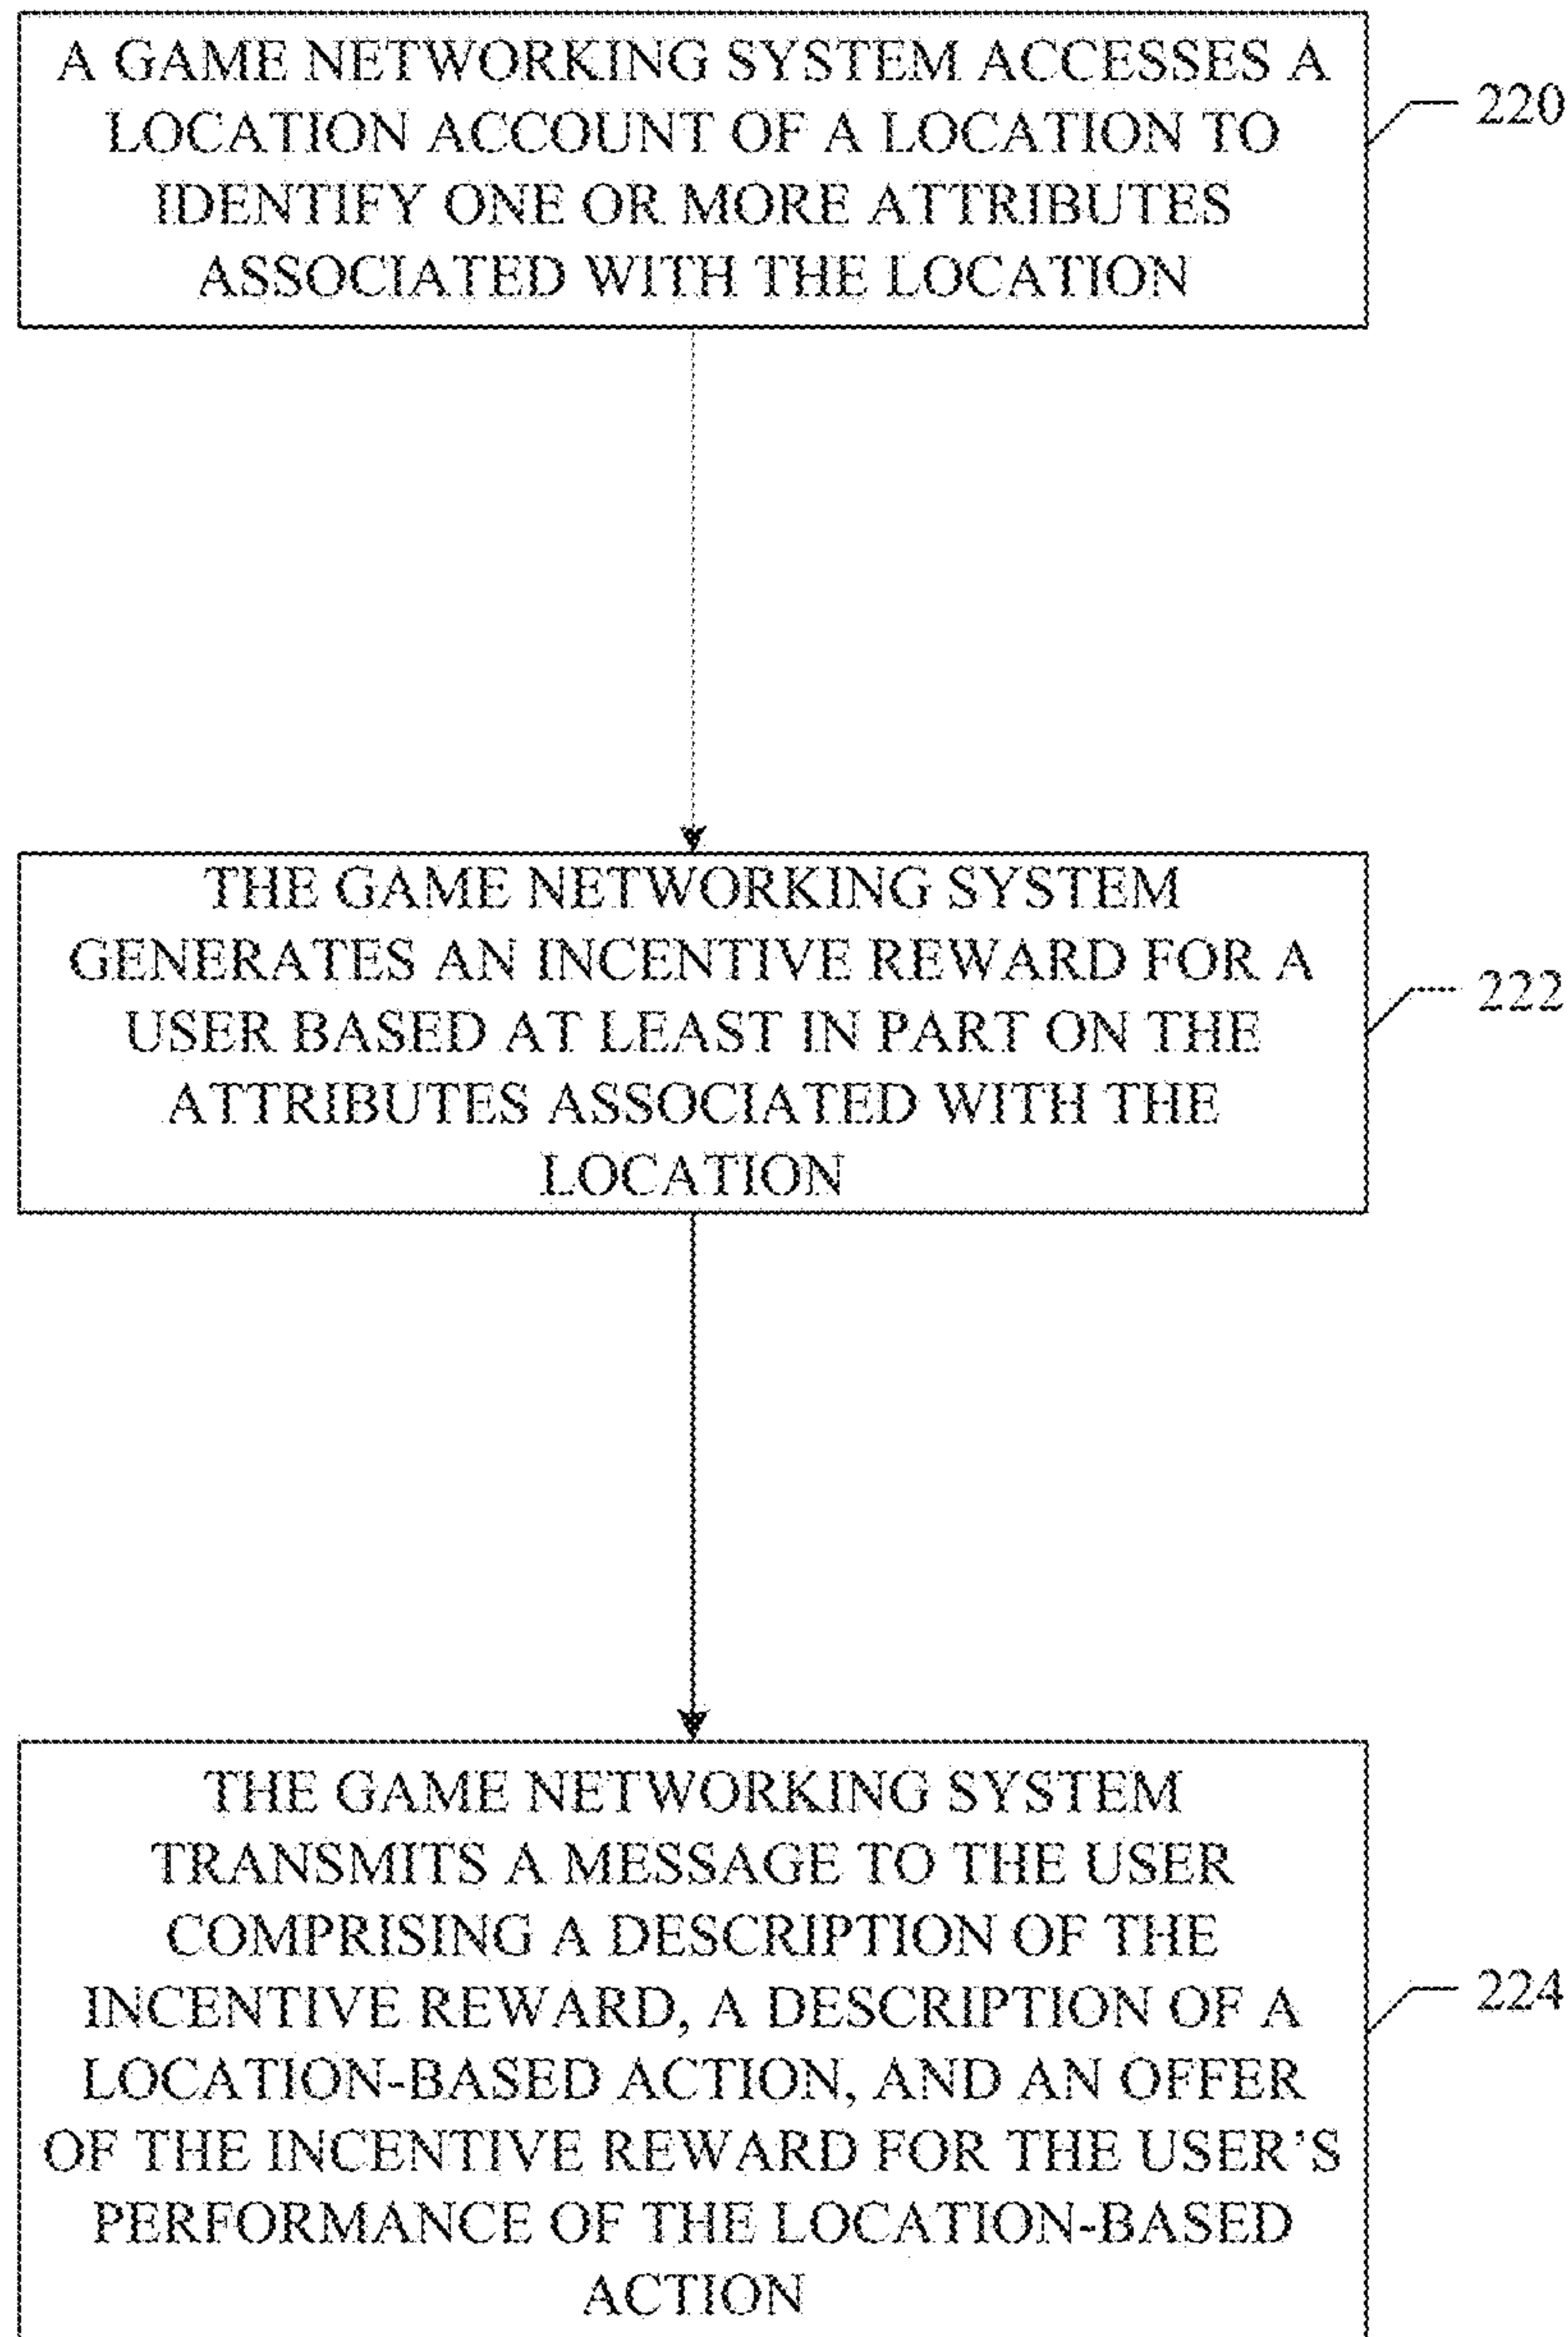 A GAME NETWORKING SYSTEM ACCESSES A
LOCATION ACCOUNT OF A LOCATION TO
IDENTIFY ONE OR MORE ATTRIBUTES
ASSOCIATED WITH THE LOCATION
220
THE GAME NETWORKING SYSTEM
GENERATES AN INCENTIVE REWARD FOR A
USER BASED AT LEAST IN PART ON THE
ATTRIBUTES ASSOCIATED WITH THE
LOCATION
222
THE GAME NETWORKING SYSTEM
TRANSMITS A MESSAGE TO THE USER
COMPRISING A DESCRIPTION OF THE
INCENTIVE REWARD, A DESCRIPTION OF A
LOCATION-BASED ACTION, AND AN OFFER
OF THE INCENTIVE REWARD FOR THE USER'S
PERFORMANCE OF THE LOCATION-BASED
ACTION
224